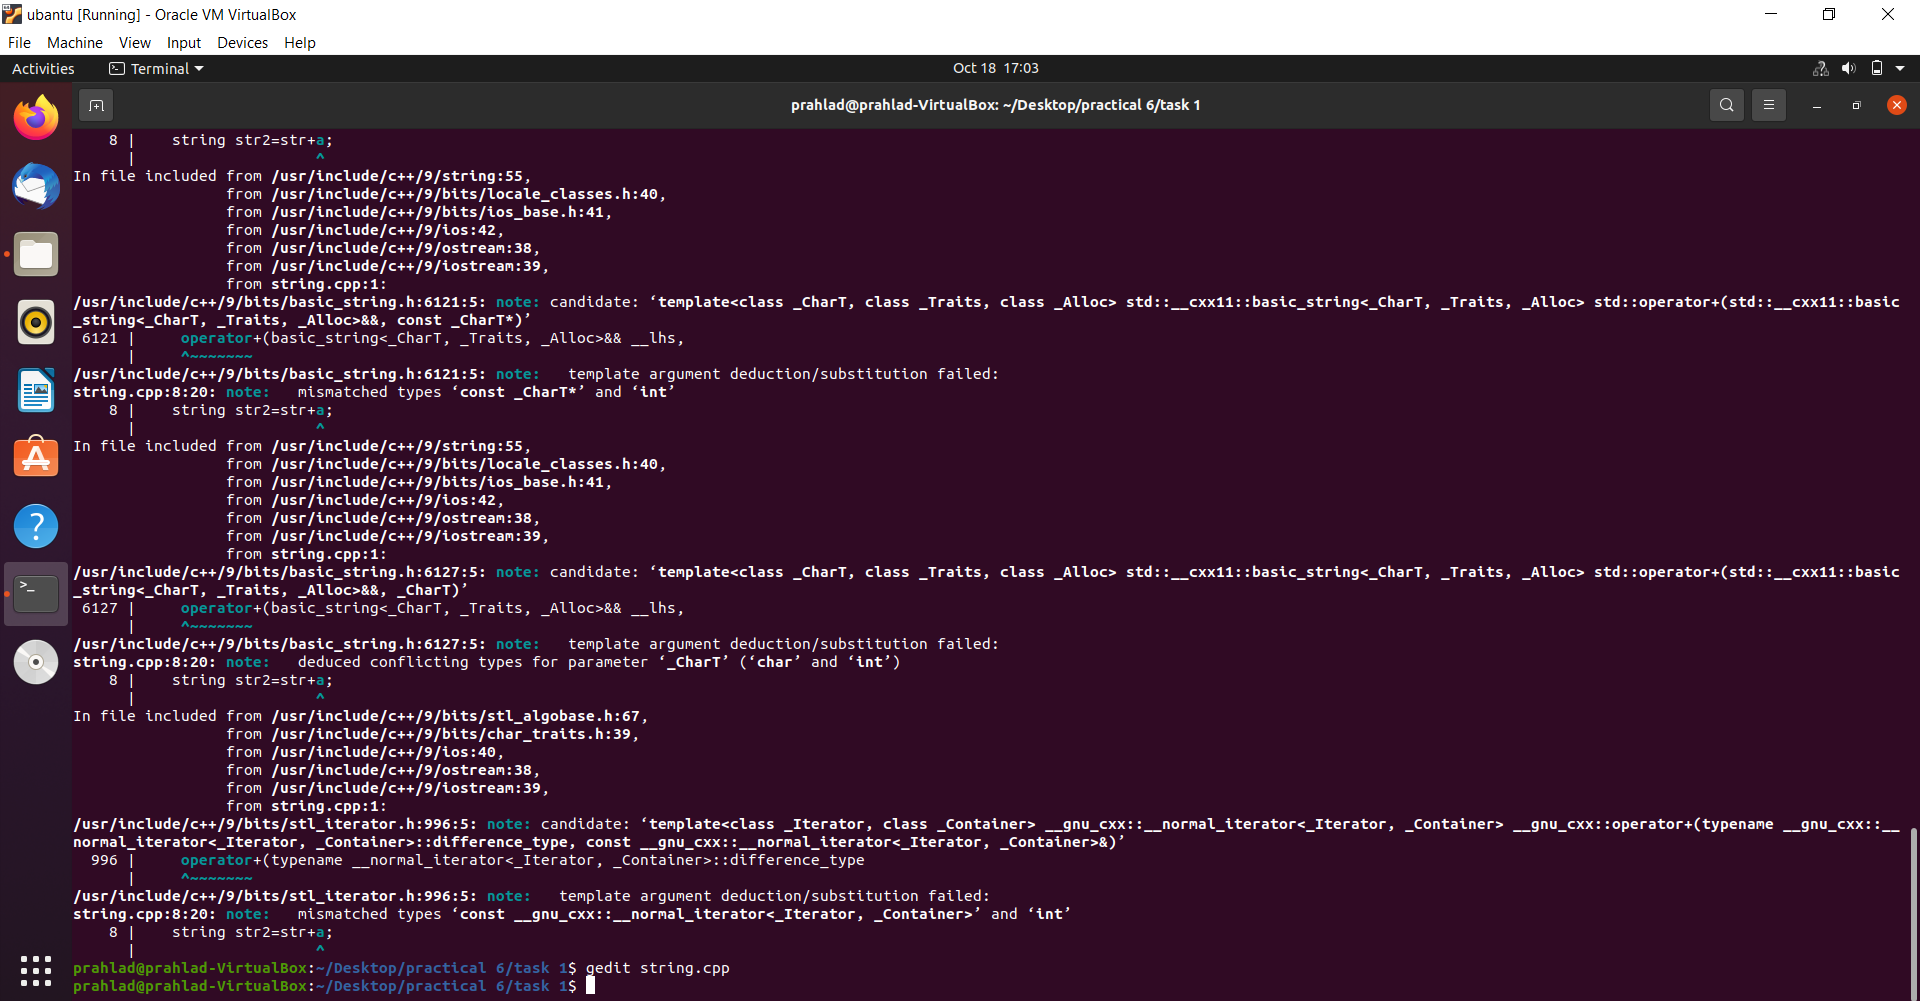 ubantu [Running] - Oracle VM VirtualBox
File Machine View Input Devices Help
Activities Terminal Oct 18 17:03
prahlad@prahlad-VirtualBox: ~/Desktop/practical 6/task 1
8 | string str2=str+a;
| ^
In file included from /usr/include/c++/9/string:55,
from /usr/include/c++/9/bits/locale_classes.h:40,
from /usr/include/c++/9/bits/ios_base.h:41,
from /usr/include/c++/9/ios:42,
from /usr/include/c++/9/ostream:38,
from /usr/include/c++/9/iostream:39,
from string.cpp:1:
/usr/include/c++/9/bits/basic_string.h:6121:5: note: candidate: ‘template<class _CharT, class _Traits, class _Alloc> std::__cxx11::basic_string<_CharT, _Traits, _Alloc> std::operator+(std::__cxx11::basic
_string<_CharT, _Traits, _Alloc>&&, const _CharT*)’
6121 | operator+(basic_string<_CharT, _Traits, _Alloc>&& __lhs,
| ^~~~~~~~
/usr/include/c++/9/bits/basic_string.h:6121:5: note: template argument deduction/substitution failed:
string.cpp:8:20: note: mismatched types ‘const _CharT*’ and ‘int’
8 | string str2=str+a;
| ^
In file included from /usr/include/c++/9/string:55,
from /usr/include/c++/9/bits/locale_classes.h:40,
from /usr/include/c++/9/bits/ios_base.h:41,
from /usr/include/c++/9/ios:42,
from /usr/include/c++/9/ostream:38,
from /usr/include/c++/9/iostream:39,
from string.cpp:1:
/usr/include/c++/9/bits/basic_string.h:6127:5: note: candidate: ‘template<class _CharT, class _Traits, class _Alloc> std::__cxx11::basic_string<_CharT, _Traits, _Alloc> std::operator+(std::__cxx11::basic
_string<_CharT, _Traits, _Alloc>&&, _CharT)’
6127 | operator+(basic_string<_CharT, _Traits, _Alloc>&& __lhs,
| ^~~~~~~~
/usr/include/c++/9/bits/basic_string.h:6127:5: note: template argument deduction/substitution failed:
string.cpp:8:20: note: deduced conflicting types for parameter ‘_CharT’ (‘char’ and ‘int’)
8 | string str2=str+a;
| ^
In file included from /usr/include/c++/9/bits/stl_algobase.h:67,
from /usr/include/c++/9/bits/char_traits.h:39,
from /usr/include/c++/9/ios:40,
from /usr/include/c++/9/ostream:38,
from /usr/include/c++/9/iostream:39,
from string.cpp:1:
/usr/include/c++/9/bits/stl_iterator.h:996:5: note: candidate: ‘template<class _Iterator, class _Container> __gnu_cxx::__normal_iterator<_Iterator, _Container> __gnu_cxx::operator+(typename __gnu_cxx::__
normal_iterator<_Iterator, _Container>::difference_type, const __gnu_cxx::__normal_iterator<_Iterator, _Container>&)’
996 | operator+(typename __normal_iterator<_Iterator, _Container>::difference_type
| ^~~~~~~~
/usr/include/c++/9/bits/stl_iterator.h:996:5: note: template argument deduction/substitution failed:
string.cpp:8:20: note: mismatched types ‘const __gnu_cxx::__normal_iterator<_Iterator, _Container>’ and ‘int’
8 | string str2=str+a;
| ^
prahlad@prahlad-VirtualBox:~/Desktop/practical 6/task 1$ gedit string.cpp
prahlad@prahlad-VirtualBox:~/Desktop/practical 6/task 1$